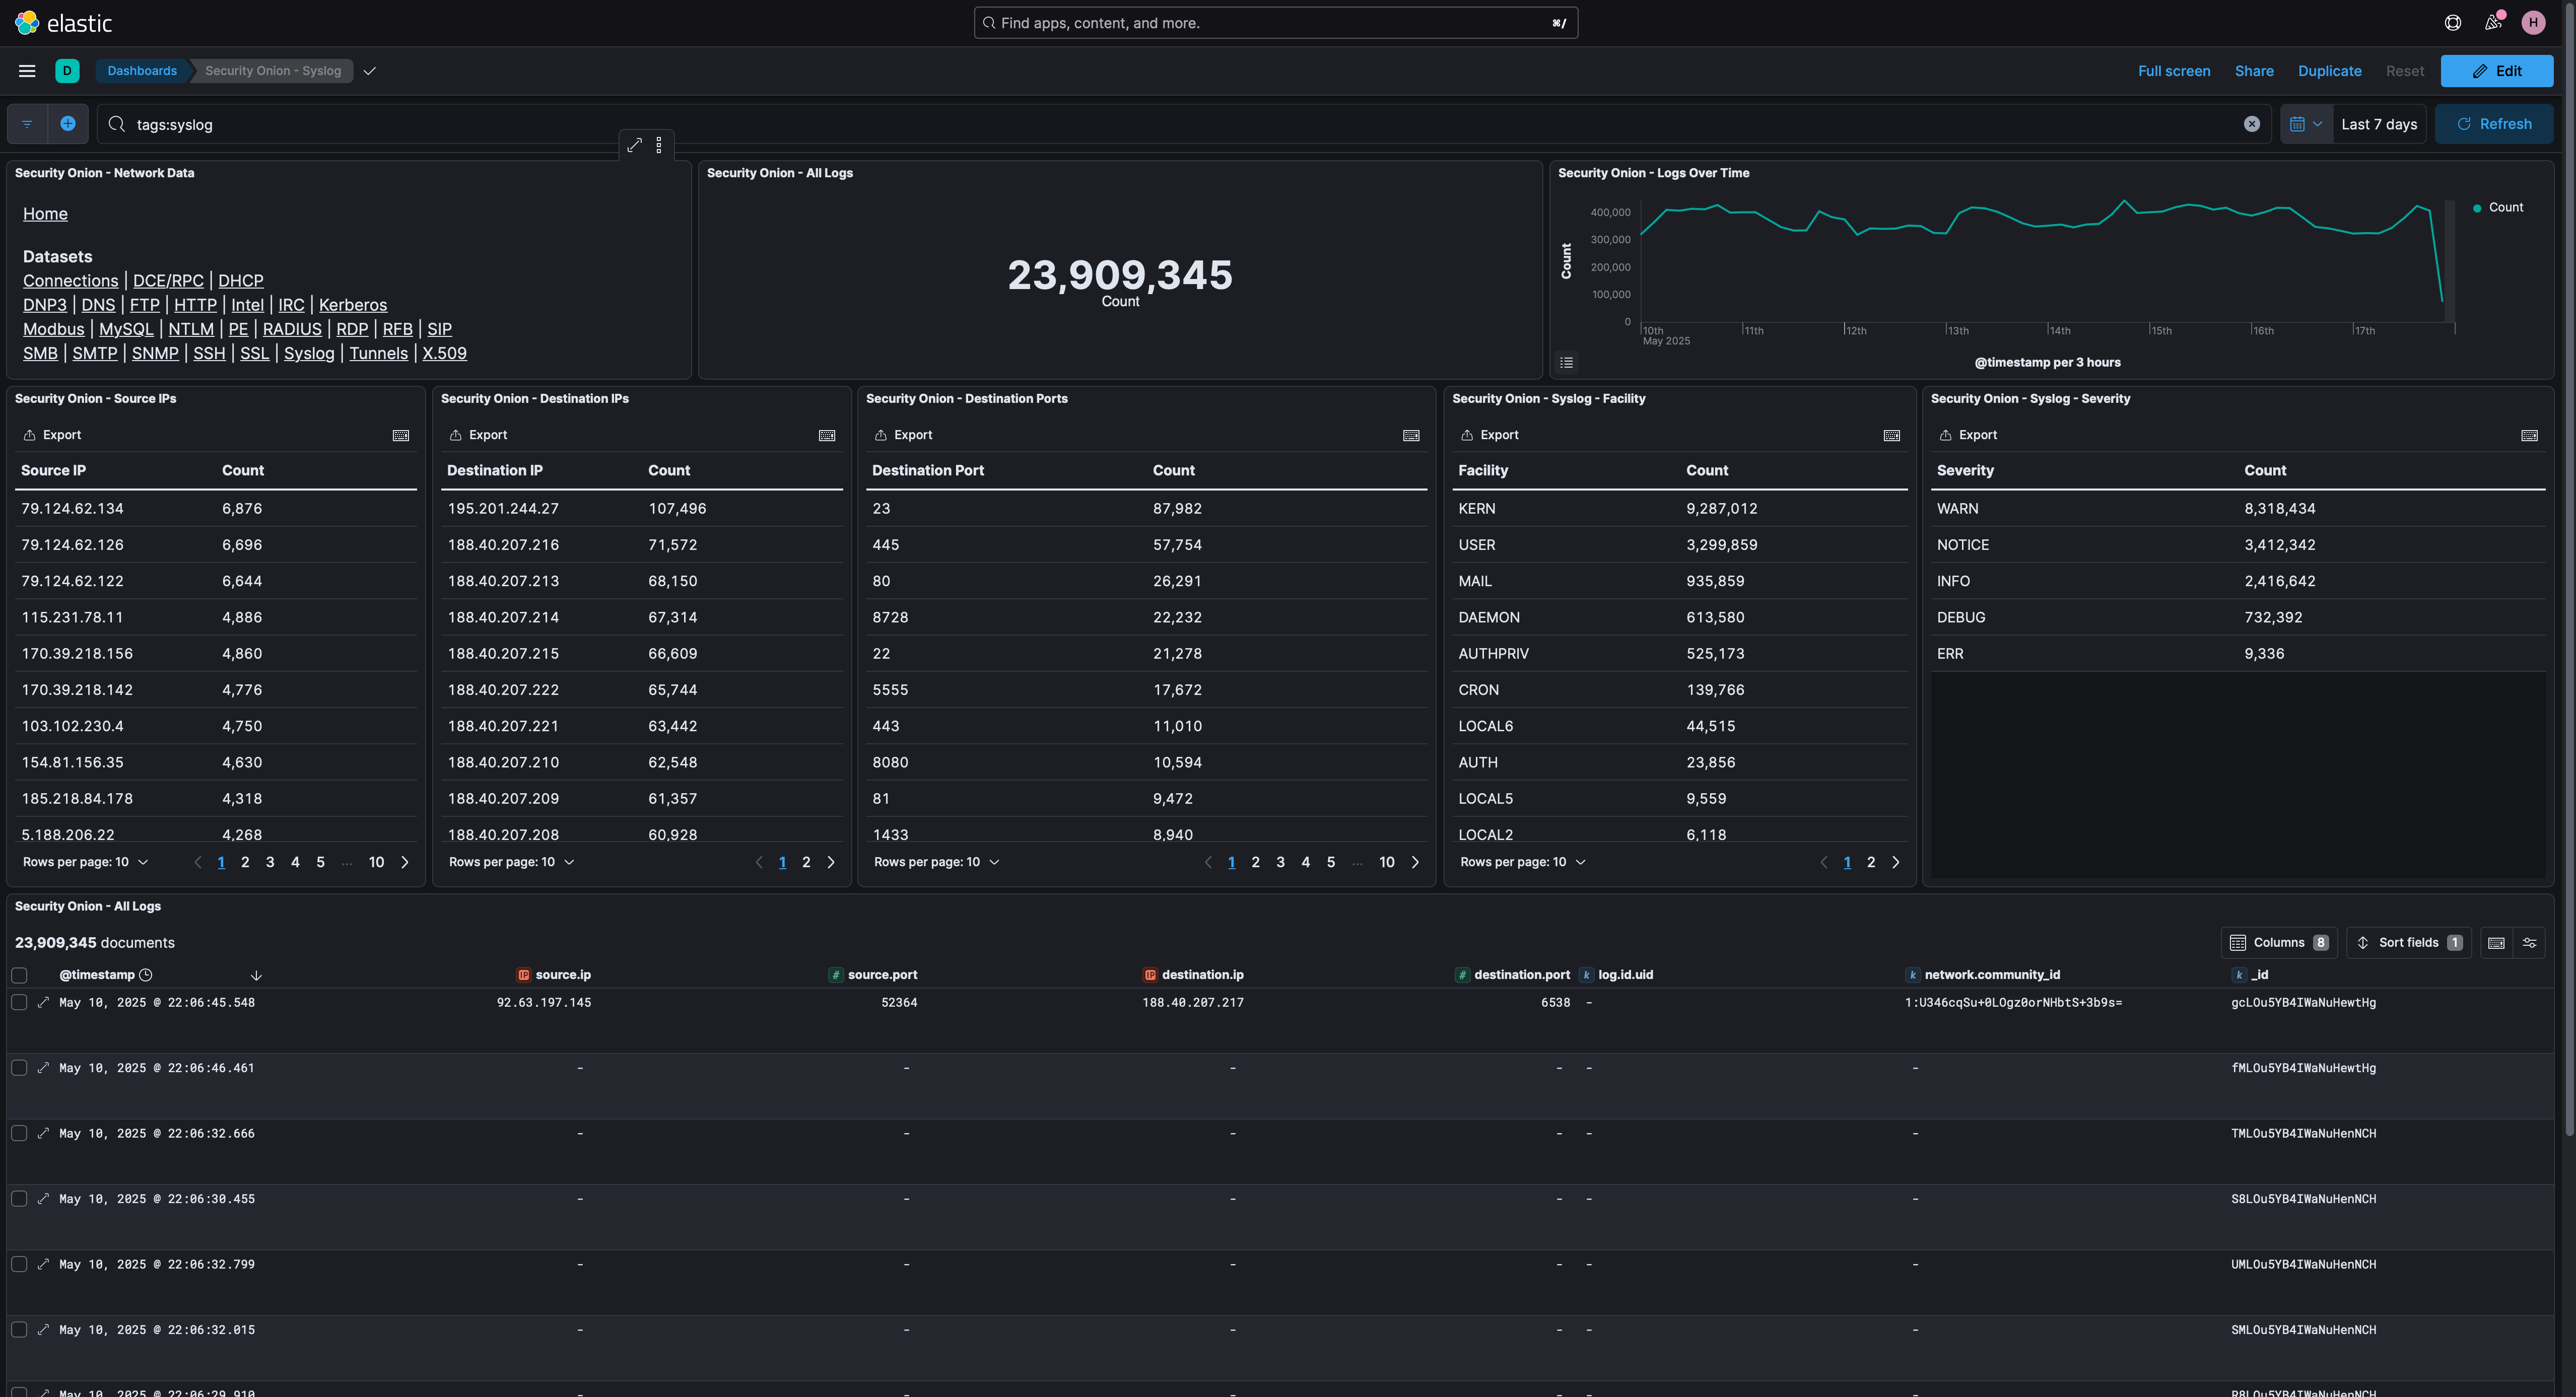 elastic
Find apps, content, and more.
⌘/
H
D
Dashboards
Security Onion - Syslog
Full screen
Share
Duplicate
Reset
Edit
tags:syslog
Last 7 days
Refresh
Security Onion - Network Data
Home
Datasets
Connections | DCE/RPC | DHCP
DNP3 | DNS | FTP | HTTP | Intel | IRC | Kerberos
Modbus | MySQL | NTLM | PE | RADIUS | RDP | RFB | SIP
SMB | SMTP | SNMP | SSH | SSL | Syslog | Tunnels | X.509
Security Onion - All Logs
23,909,345
Count
Security Onion - Logs Over Time
Count
400,000
300,000
200,000
100,000
0
10th 11th 12th 13th 14th 15th 16th 17th
May 2025
@timestamp per 3 hours
Count
Security Onion - Source IPs
Export
Source IP Count
79.124.62.134 6,876
79.124.62.126 6,696
79.124.62.122 6,644
115.231.78.11 4,886
170.39.218.156 4,860
170.39.218.142 4,776
103.102.230.4 4,750
154.81.156.35 4,630
185.218.84.178 4,318
5.188.206.22 4,268
Rows per page: 10 1 2 3 4 5 ... 10
Security Onion - Destination IPs
Export
Destination IP Count
195.201.244.27 107,496
188.40.207.216 71,572
188.40.207.213 68,150
188.40.207.214 67,314
188.40.207.215 66,609
188.40.207.222 65,744
188.40.207.221 63,442
188.40.207.210 62,548
188.40.207.209 61,357
188.40.207.208 60,928
Rows per page: 10 1 2
Security Onion - Destination Ports
Export
Destination Port Count
23 87,982
445 57,754
80 26,291
8728 22,232
22 21,278
5555 17,672
443 11,010
8080 10,594
81 9,472
1433 8,940
Rows per page: 10 1 2 3 4 5 ... 10
Security Onion - Syslog - Facility
Export
Facility Count
KERN 9,287,012
USER 3,299,859
MAIL 935,859
DAEMON 613,580
AUTHPRIV 525,173
CRON 139,766
LOCAL6 44,515
AUTH 23,856
LOCAL5 9,559
LOCAL2 6,118
Rows per page: 10 1 2
Security Onion - Syslog - Severity
Export
Severity Count
WARN 8,318,434
NOTICE 3,412,342
INFO 2,416,642
DEBUG 732,392
ERR 9,336
Security Onion - All Logs
23,909,345 documents
Columns 8 Sort fields 1
@timestamp IP source.ip # source.port IP destination.ip # destination.port k log.id.uid k network.community_id k _id
May 10, 2025 @ 22:06:45.548 92.63.197.145 52364 188.40.207.217 6538 - 1:U346cqSu+0LOgz0orNHbtS+3b9s= gcLOu5YB4IWaNuHewtHg
May 10, 2025 @ 22:06:46.461 - - - - - - fMLOu5YB4IWaNuHewtHg
May 10, 2025 @ 22:06:32.666 - - - - - - TMLOu5YB4IWaNuHenNCH
May 10, 2025 @ 22:06:30.455 - - - - - - S8LOu5YB4IWaNuHenNCH
May 10, 2025 @ 22:06:32.799 - - - - - - UMLOu5YB4IWaNuHenNCH
May 10, 2025 @ 22:06:32.015 - - - - - - SMLOu5YB4IWaNuHenNCH
May 10, 2025 @ 22:06:29.910 - - - - - - R8LOu5YB4IWaNuHenNCH